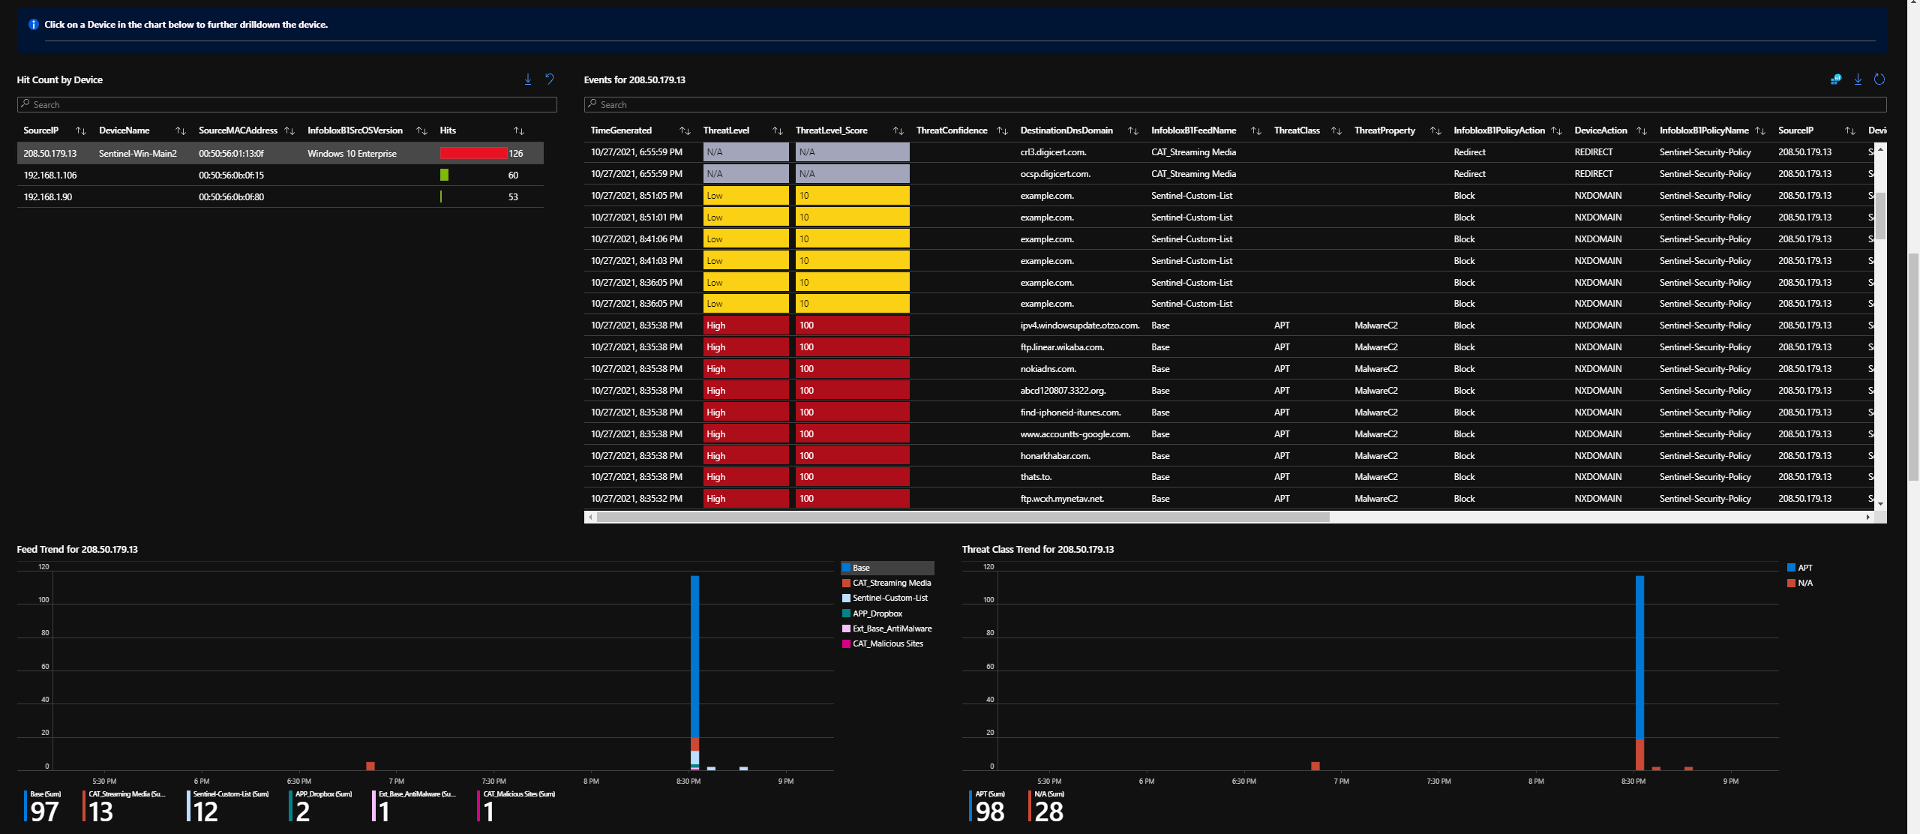 Click on a Device in the chart below to further drilldown the device.
Hit Count by Device
Search
SourceIP DeviceName SourceMACAddress InfobloxB1SrcOSVersion Hits
208.50.179.13 Sentinel-Win-Main2 00:50:56:01:13:0f Windows 10 Enterprise 126
192.168.1.106 00:50:56:0b:0f:15 60
192.168.1.90 00:50:56:0b:0f:80 53
Events for 208.50.179.13
Search
TimeGenerated ThreatLevel ThreatLevel_Score ThreatConfidence DestinationDnsDomain InfobloxB1FeedName ThreatClass ThreatProperty InfobloxB1PolicyAction DeviceAction InfobloxB1PolicyName SourceIP Devi
10/27/2021, 6:55:59 PM N/A N/A crl3.digicert.com. CAT_Streaming Media Redirect REDIRECT Sentinel-Security-Policy 208.50.179.13 S
10/27/2021, 6:55:59 PM N/A N/A ocsp.digicert.com. CAT_Streaming Media Redirect REDIRECT Sentinel-Security-Policy 208.50.179.13 S
10/27/2021, 8:51:05 PM Low 10 example.com. Sentinel-Custom-List Block NXDOMAIN Sentinel-Security-Policy 208.50.179.13 S
10/27/2021, 8:51:01 PM Low 10 example.com. Sentinel-Custom-List Block NXDOMAIN Sentinel-Security-Policy 208.50.179.13 S
10/27/2021, 8:41:06 PM Low 10 example.com. Sentinel-Custom-List Block NXDOMAIN Sentinel-Security-Policy 208.50.179.13 S
10/27/2021, 8:41:03 PM Low 10 example.com. Sentinel-Custom-List Block NXDOMAIN Sentinel-Security-Policy 208.50.179.13 S
10/27/2021, 8:36:05 PM Low 10 example.com. Sentinel-Custom-List Block NXDOMAIN Sentinel-Security-Policy 208.50.179.13 S
10/27/2021, 8:36:05 PM Low 10 example.com. Sentinel-Custom-List Block NXDOMAIN Sentinel-Security-Policy 208.50.179.13 S
10/27/2021, 8:35:38 PM High 100 ipv4.windowsupdate.otzo.com. Base APT MalwareC2 Block NXDOMAIN Sentinel-Security-Policy 208.50.179.13 S
10/27/2021, 8:35:38 PM High 100 ftp.linear.wikaba.com. Base APT MalwareC2 Block NXDOMAIN Sentinel-Security-Policy 208.50.179.13 S
10/27/2021, 8:35:38 PM High 100 nokiadns.com. Base APT MalwareC2 Block NXDOMAIN Sentinel-Security-Policy 208.50.179.13 S
10/27/2021, 8:35:38 PM High 100 abcd120807.3322.org. Base APT MalwareC2 Block NXDOMAIN Sentinel-Security-Policy 208.50.179.13 S
10/27/2021, 8:35:38 PM High 100 find-iphoneid-itunes.com. Base APT MalwareC2 Block NXDOMAIN Sentinel-Security-Policy 208.50.179.13 S
10/27/2021, 8:35:38 PM High 100 www.accountts-google.com. Base APT MalwareC2 Block NXDOMAIN Sentinel-Security-Policy 208.50.179.13 S
10/27/2021, 8:35:38 PM High 100 honarkhabar.com. Base APT MalwareC2 Block NXDOMAIN Sentinel-Security-Policy 208.50.179.13 S
10/27/2021, 8:35:38 PM High 100 thats.to. Base APT MalwareC2 Block NXDOMAIN Sentinel-Security-Policy 208.50.179.13 S
10/27/2021, 8:35:32 PM High 100 ftp.wcxh.mynetav.net. Base APT MalwareC2 Block NXDOMAIN Sentinel-Security-Policy 208.50.179.13 S
Feed Trend for 208.50.179.13
120
100
80
60
40
20
0
5:30 PM 6 PM 6:30 PM 7 PM 7:30 PM 8 PM 8:30 PM 9 PM
Base
CAT_Streaming Media
Sentinel-Custom-List
APP_Dropbox
Ext_Base_AntiMalware
CAT_Malicious Sites
Base (Sum) CAT_Streaming Media (Su... Sentinel-Custom-List (Sum) APP_Dropbox (Sum) Ext_Base_AntiMalware (Su... CAT_Malicious Sites (Sum)
97 13 12 2 1 1
Threat Class Trend for 208.50.179.13
120
100
80
60
40
20
0
5:30 PM 6 PM 6:30 PM 7 PM 7:30 PM 8 PM 8:30 PM 9 PM
APT
N/A
APT (Sum) N/A (Sum)
98 28